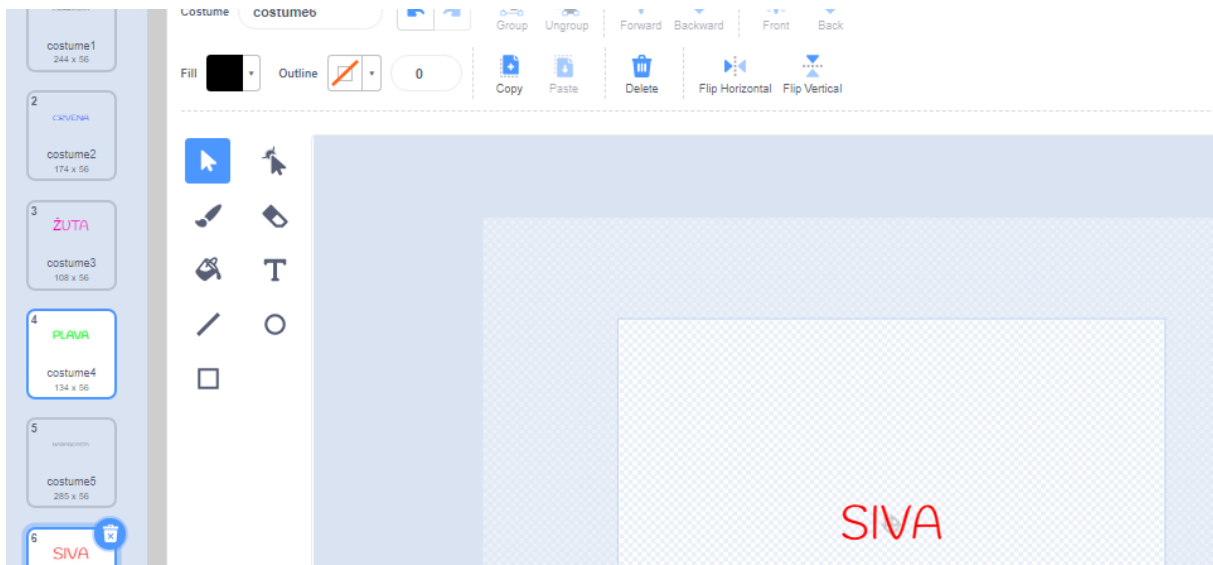 Costume costume6
Group Ungroup Forward Backward Front Back
Fill Outline 0
Copy Paste Delete Flip Horizontal Flip Vertical
costume1
244 x 56
2
CRVENA
costume2
174 x 56
3
ŽUTA
costume3
108 x 56
4
PLAVA
costume4
134 x 56
5
costume5
285 x 56
6
SIVA
T
SIVA